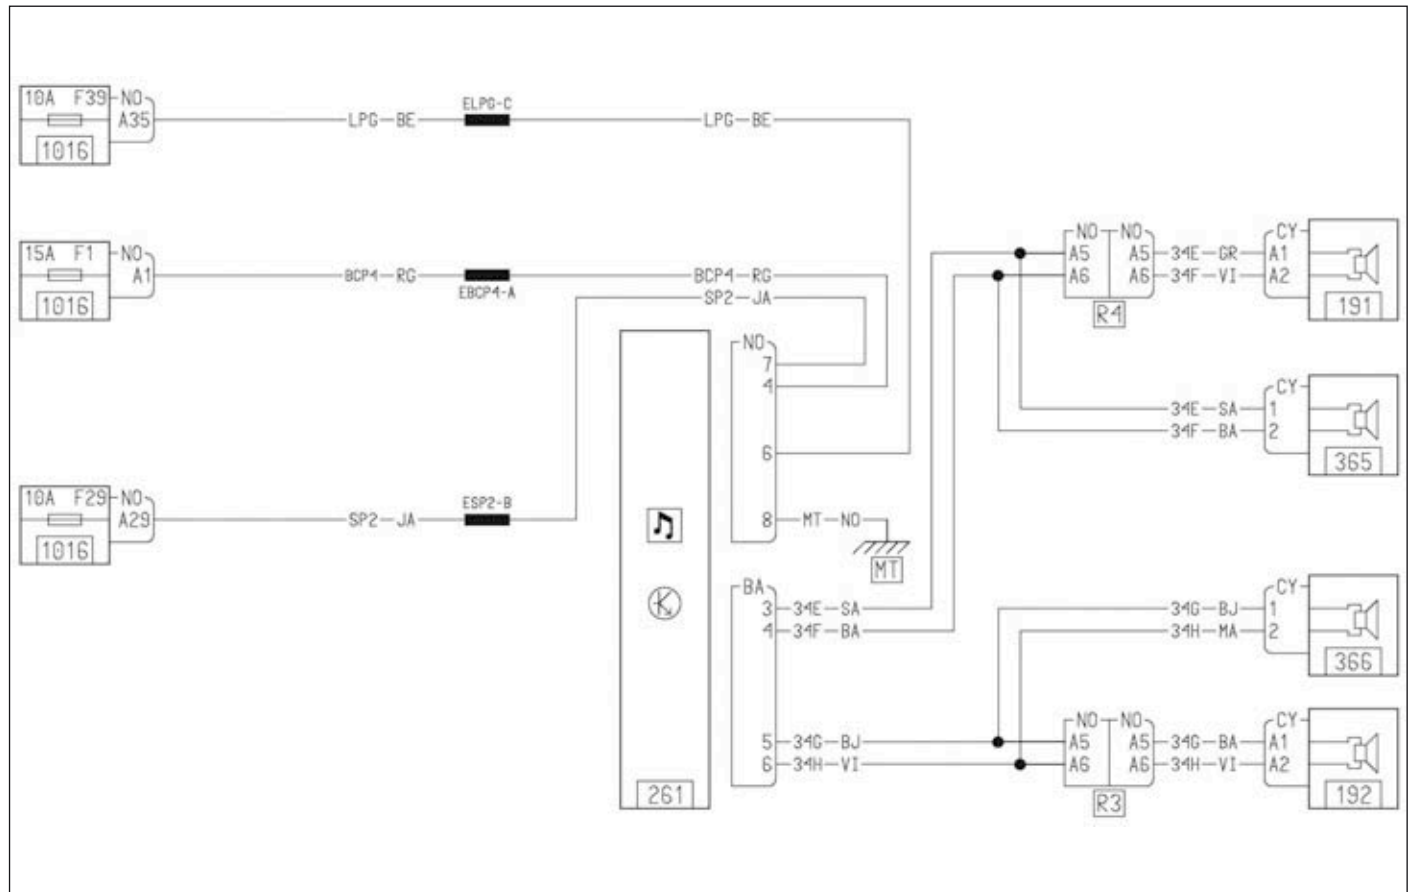 10A F39 NO
A35
1016
LPG BE
ELPG-C
LPG BE
15A F1 NO
A1
1016
BCP4 RG
EBCP4-A
BCP4 RG
SP2 JA
10A F29 NO
A29
1016
SP2 JA
ESP2-B
261
NO
7
4
6
8 MT NO
MT
BA
3 34E SA
4 34F BA
5 34G BJ
6 34H VI
NO NO
A5 A5 34E GR A1
A6 A6 34F VI A2
R4
CY
191
CY
34E SA 1
34F BA 2
365
CY
34G BJ 1
34H MA 2
366
NO NO
A5 A5 34G BA A1
A6 A6 34H VI A2
R3
CY
192